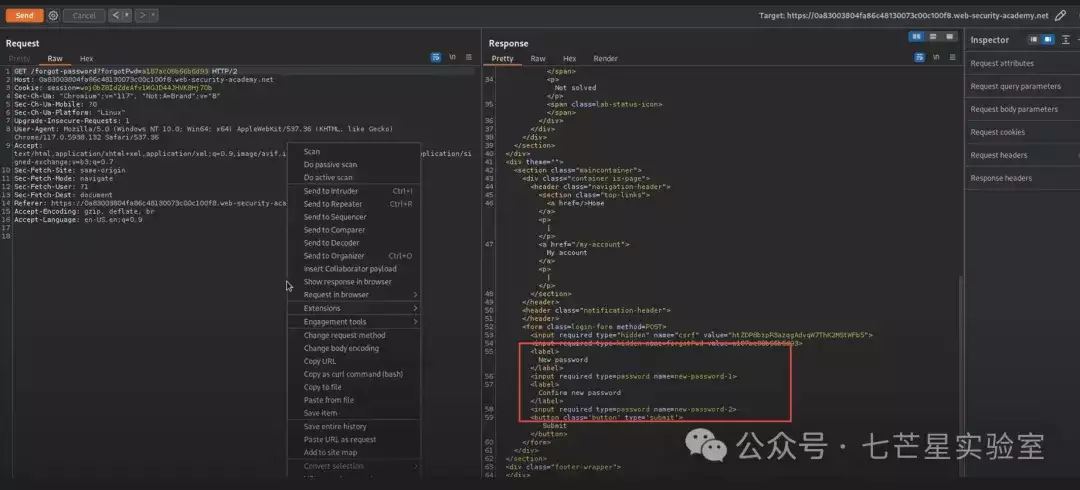 Send
Cancel
Target: https://0a83003804fa86c48130073c00c100f8.web-security-academy.net
Request
Pretty Raw Hex
1 GET /forgot-password?forgotPwd=a187ac08b66b6d93 HTTP/2
2 Host: 0a83003804fa86c48130073c00c100f8.web-security-academy.net
3 Cookie:
4 Sec-Ch-Ua: "Chromium";v="117", "Not;A=Brand";v="8"
5 Sec-Ch-Ua-Mobile: ?0
6 Sec-Ch-Ua-Platform: "Linux"
7 Upgrade-Insecure-Requests: 1
8 User-Agent: Mozilla/5.0 (Windows NT 10.0; Win64; x64) AppleWebKit/537.36 (KHTML, like Gecko)
Chrome/117.0.5938.132 Safari/537.36
9 Accept:
text/html,application/xhtml+xml,application/xml;q=0.9,image/avif,i
plication/si
gned-exchange;v=b3;q=0.7
10 Sec-Fetch-Site: same-origin
11 Sec-Fetch-Mode: navigate
12 Sec-Fetch-User: ?1
13 Sec-Fetch-Dest: document
14 Referer: https://0a83003804fa86c48130073c00c100f8.web-security-aca
15 Accept-Encoding: gzip, deflate, br
16 Accept-Language: en-US,en;q=0.9
17
18
Scan
Do passive scan
Do active scan
Send to Intruder Ctrl+I
Send to Repeater Ctrl+R
Send to Sequencer
Send to Comparer
Send to Decoder
Send to Organizer Ctrl+O
Insert Collaborator payload
Show response in browser
Request in browser
Extensions
Engagement tools
Change request method
Change body encoding
Copy URL
Copy as curl command (bash)
Copy to file
Paste from file
Save item
Save entire history
Paste URL as request
Add to site map
Convert selection
Response
Pretty Raw Hex Render
</span>
34 <p>
Not solved
</p>
35 <span class=lab-status-icon>
</span>
36 </div>
37 </div>
38 </div>
39 </section>
40 </div>
41 <div theme="">
42 <section class="maincontainer">
43 <div class="container is-page">
44 <header class="navigation-header">
45 <section class="top-links">
46 <a href=/>Home
</a>
<p>
|
</p>
47 <a href="/my-account">
My account
</a>
<p>
|
</p>
48 </section>
49 </header>
50 <header class="notification-header">
51 </header>
52 <form class=login-form method=POST>
53 <input required type="hidden" name="csrf"
54 <input required type=hidden name=forgotPwd value=a187ac08b66b6d93>
55 <label>
New password
</label>
56 <input required type=password name=new-password-1>
57 <label>
Confirm new password
</label>
58 <input required type=password name=new-password-2>
59 <button class='button' type='submit'>
Submit
</button>
60 </form>
61 </div>
62 </section>
63 <div class="footer-wrapper">
64 </div>
Inspector
Request attributes
Request query parameters
Request body parameters
Request cookies
Request headers
Response headers
公众号 · 七芒星实验室